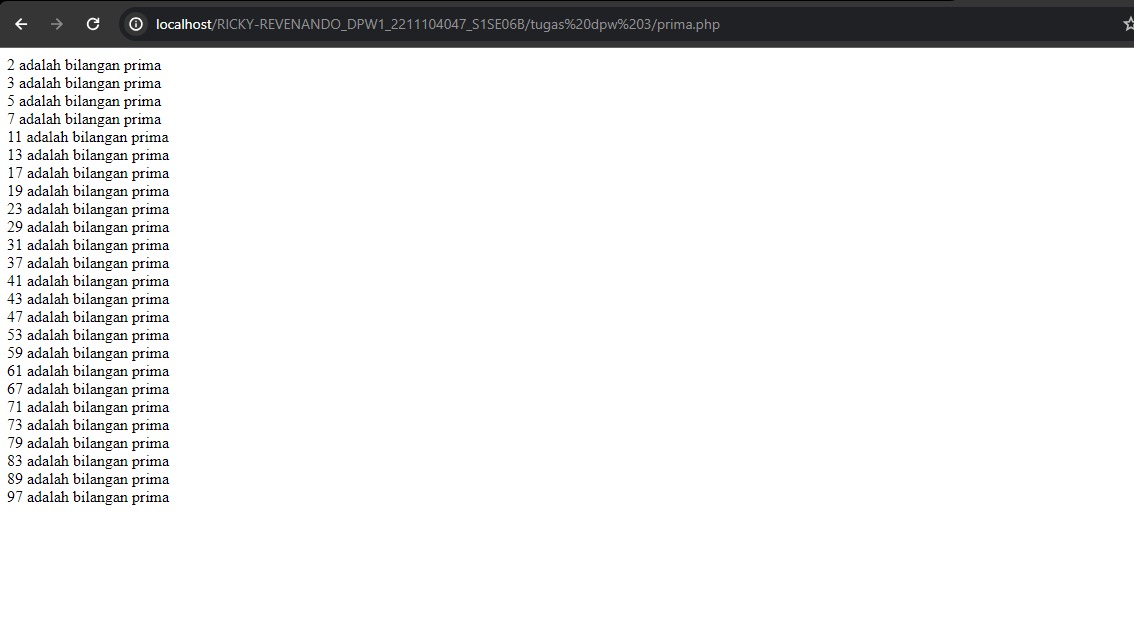 localhost/RICKY-REVENANDO_DPW1_2211104047_S1SE06B/tugas%20dpw%203/prima.php
2 adalah bilangan prima
3 adalah bilangan prima
5 adalah bilangan prima
7 adalah bilangan prima
11 adalah bilangan prima
13 adalah bilangan prima
17 adalah bilangan prima
19 adalah bilangan prima
23 adalah bilangan prima
29 adalah bilangan prima
31 adalah bilangan prima
37 adalah bilangan prima
41 adalah bilangan prima
43 adalah bilangan prima
47 adalah bilangan prima
53 adalah bilangan prima
59 adalah bilangan prima
61 adalah bilangan prima
67 adalah bilangan prima
71 adalah bilangan prima
73 adalah bilangan prima
79 adalah bilangan prima
83 adalah bilangan prima
89 adalah bilangan prima
97 adalah bilangan prima